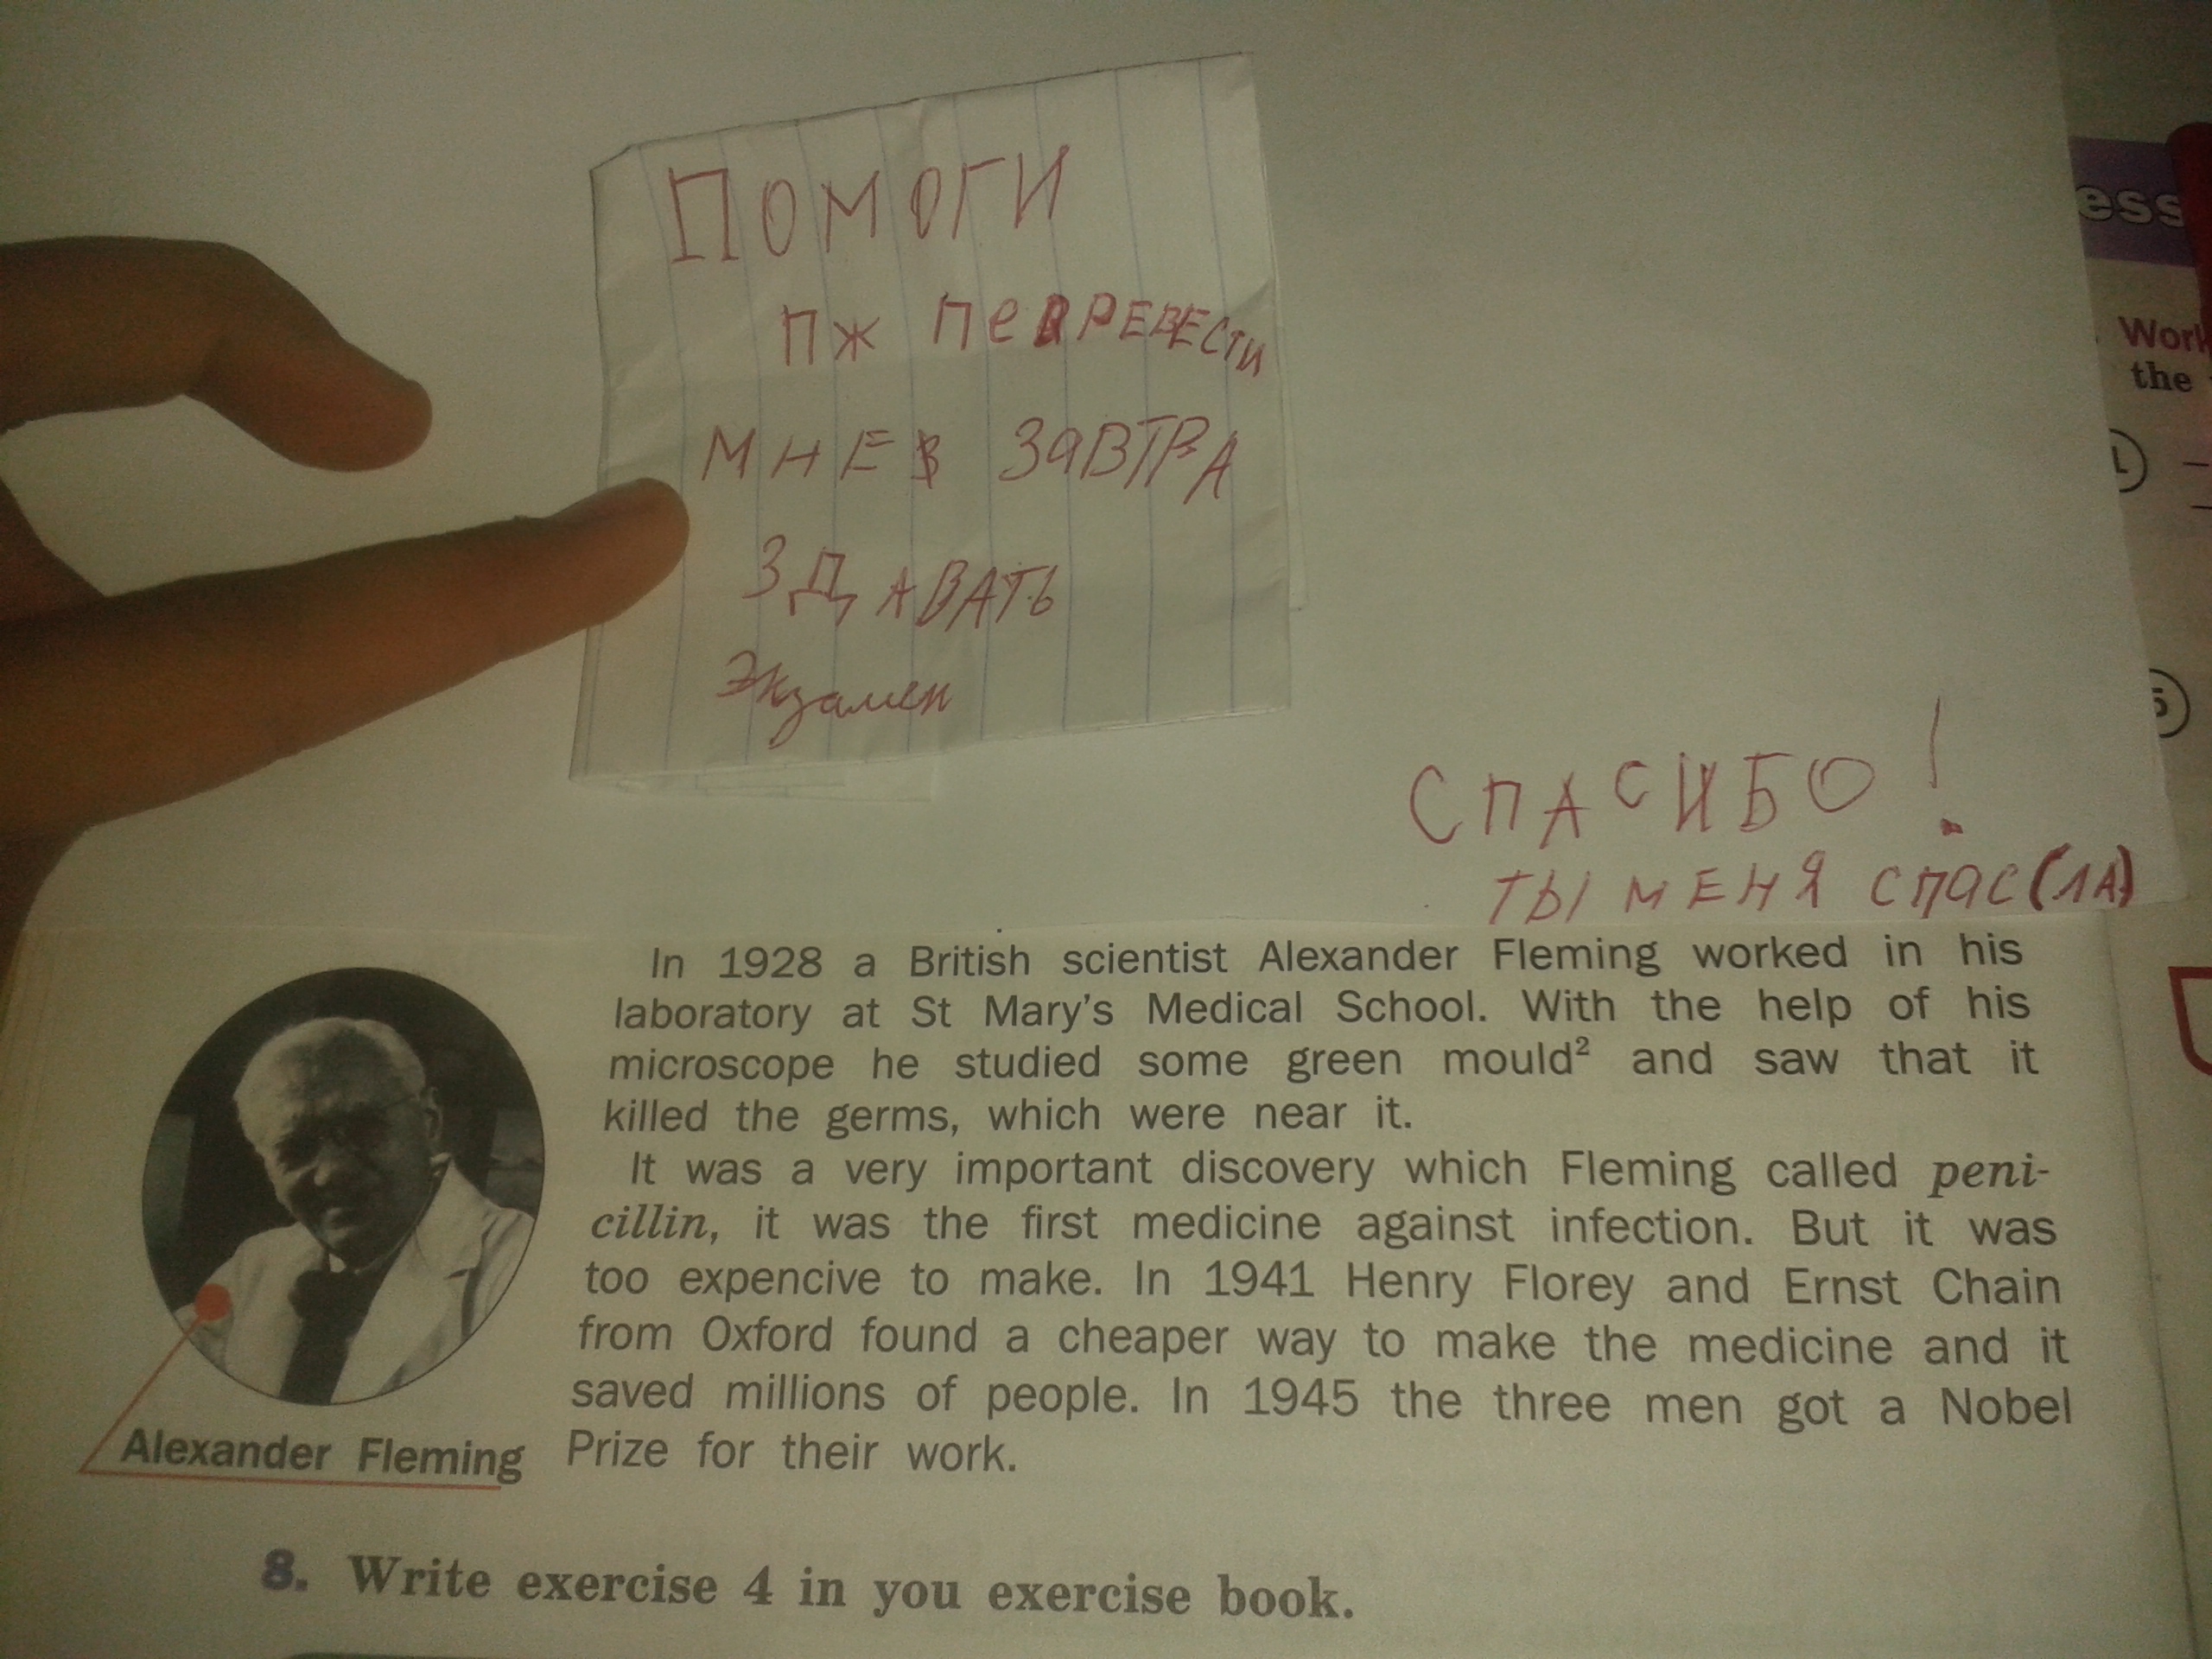 ПОМОГИ
ПЖ ПЕРЕВЕСТИ
МНЕ ЗАВТРА
ЗДАВАТЬ
Экзамен
СПАСИБО!
ТЫ МЕНЯ СПАС(ЛА)
ess
Work
the
1
5
In 1928 a British scientist Alexander Fleming worked in his
laboratory at St Mary's Medical School. With the help of his
microscope he studied some green mould² and saw that it
killed the germs, which were near it.
It was a very important discovery which Fleming called peni-
cillin, it was the first medicine against infection. But it was
too expencive to make. In 1941 Henry Florey and Ernst Chain
from Oxford found a cheaper way to make the medicine and it
saved millions of people. In 1945 the three men got a Nobel
Prize for their work.
Alexander Fleming
8. Write exercise 4 in you exercise book.